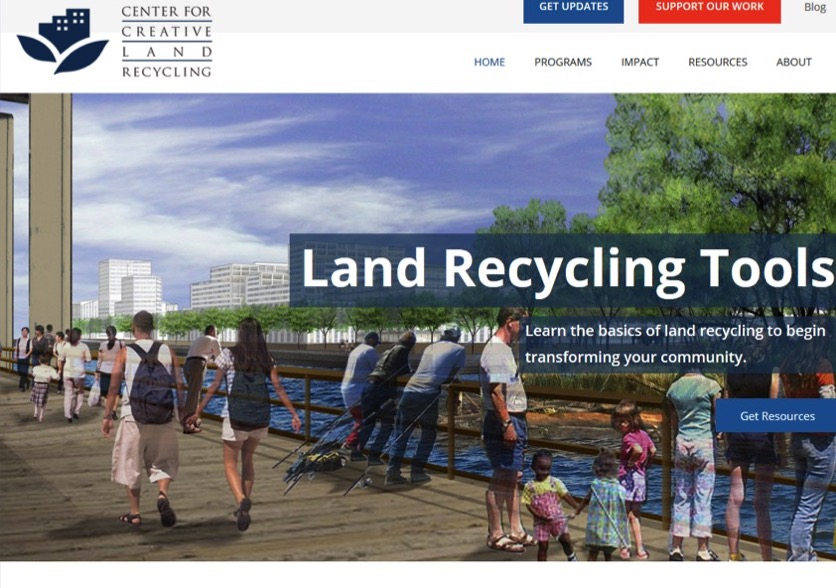 CENTER FOR
CREATIVE
LAND
RECYCLING
GET UPDATES
SUPPORT OUR WORK
Blog
HOME
PROGRAMS
IMPACT
RESOURCES
ABOUT
Land Recycling Tools
Learn the basics of land recycling to begin
transforming your community.
Get Resources